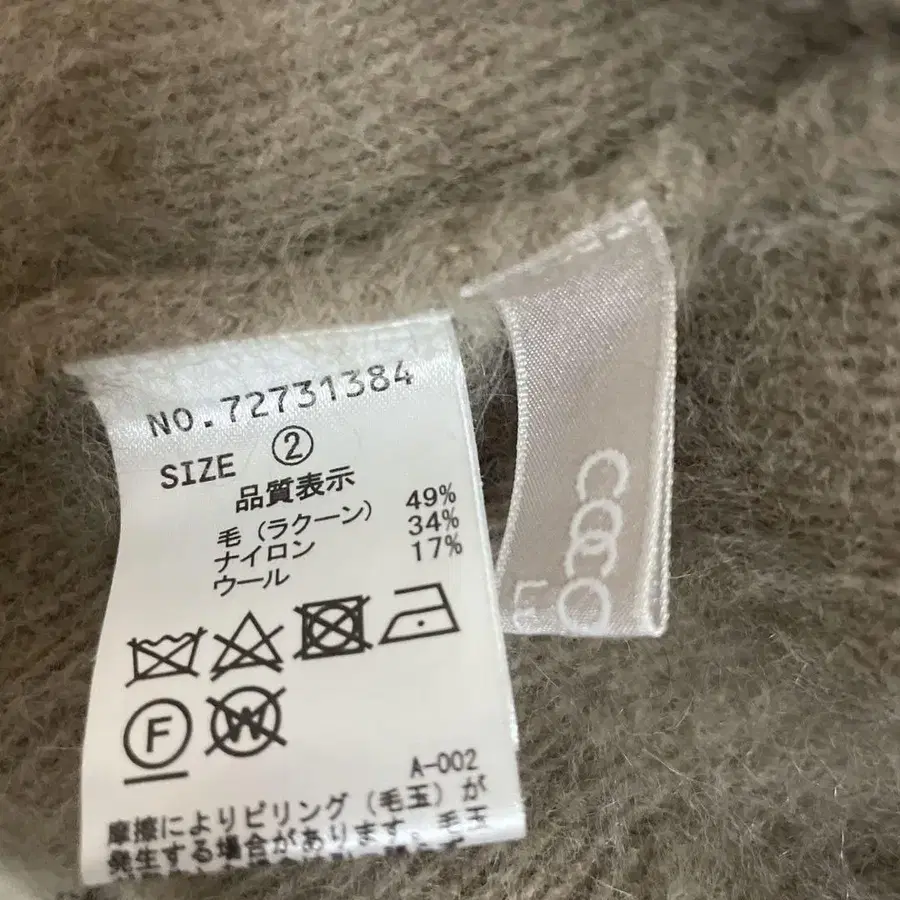 NO.72731384
SIZE ②
品質表示
毛(ラクーン) 49%
ナイロン 34%
ウール 17%
F W
A-002
摩擦によりピリング(毛玉)が
発生する場合があります。毛玉
COCO